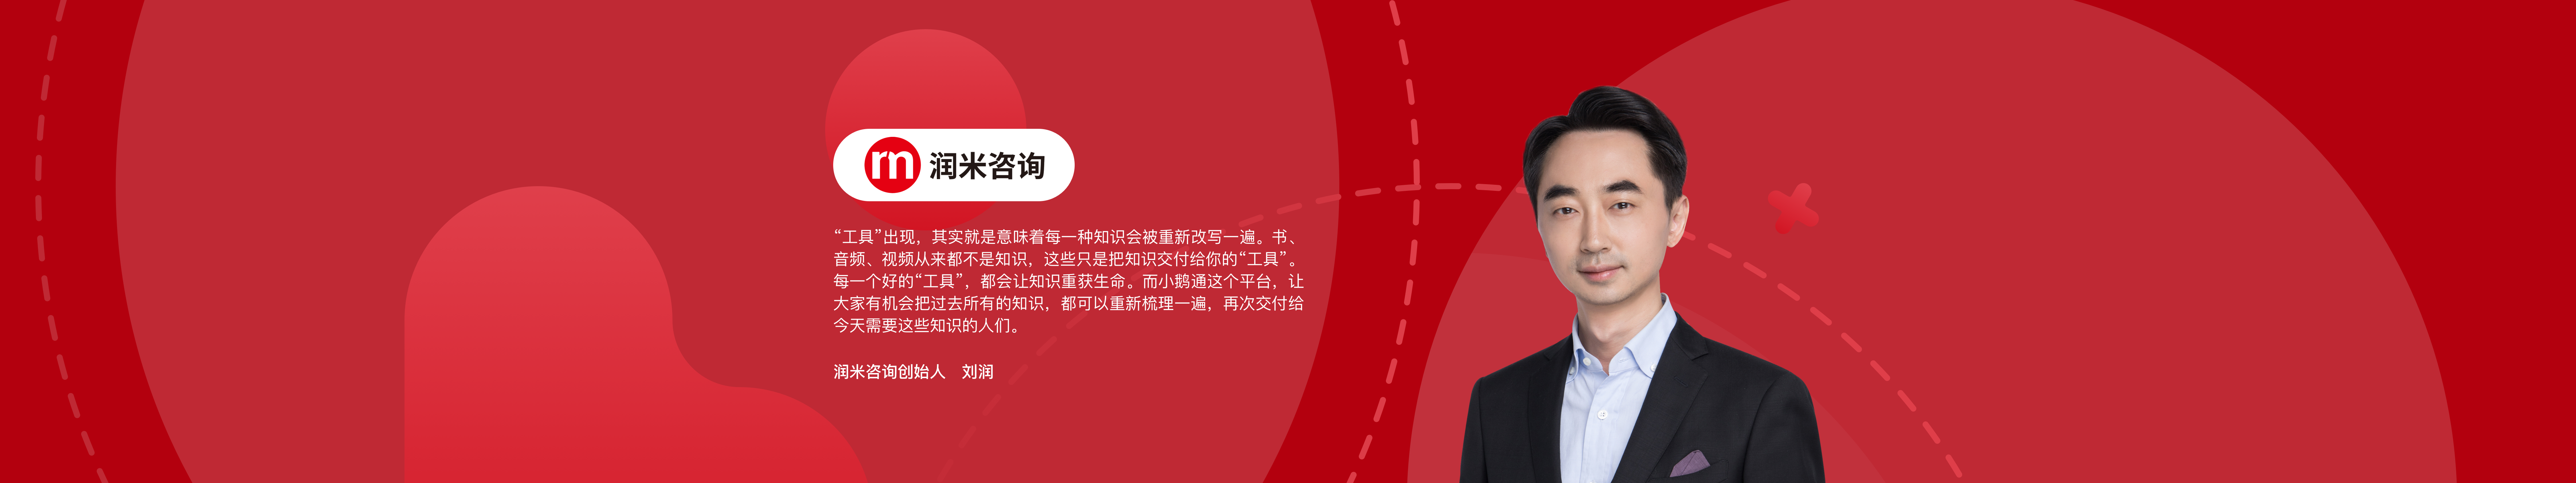 rm 润米咨询
“工具”出现，其实就是意味着每一种知识会被重新改写一遍。书、
音频、视频从来都不是知识，这些只是把知识交付给你的“工具”。
每一个好的“工具”，都会让知识重获生命。而小鹅通这个平台，让
大家有机会把过去所有的知识，都可以重新梳理一遍，再次交付给
今天需要这些知识的人们。
润米咨询创始人 刘润